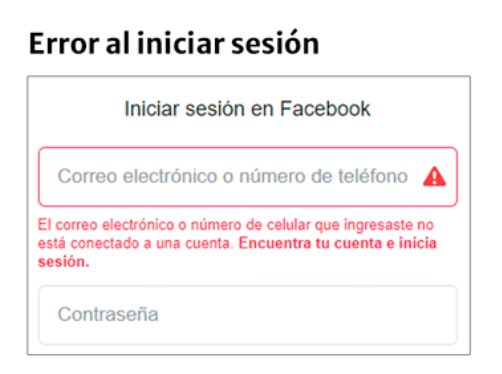 Error al iniciar sesión
Iniciar sesión en Facebook
Correo electrónico o número de teléfono
El correo electrónico o número de celular que ingresaste no
está conectado a una cuenta. Encuentra tu cuenta e inicia
sesión.
Contraseña